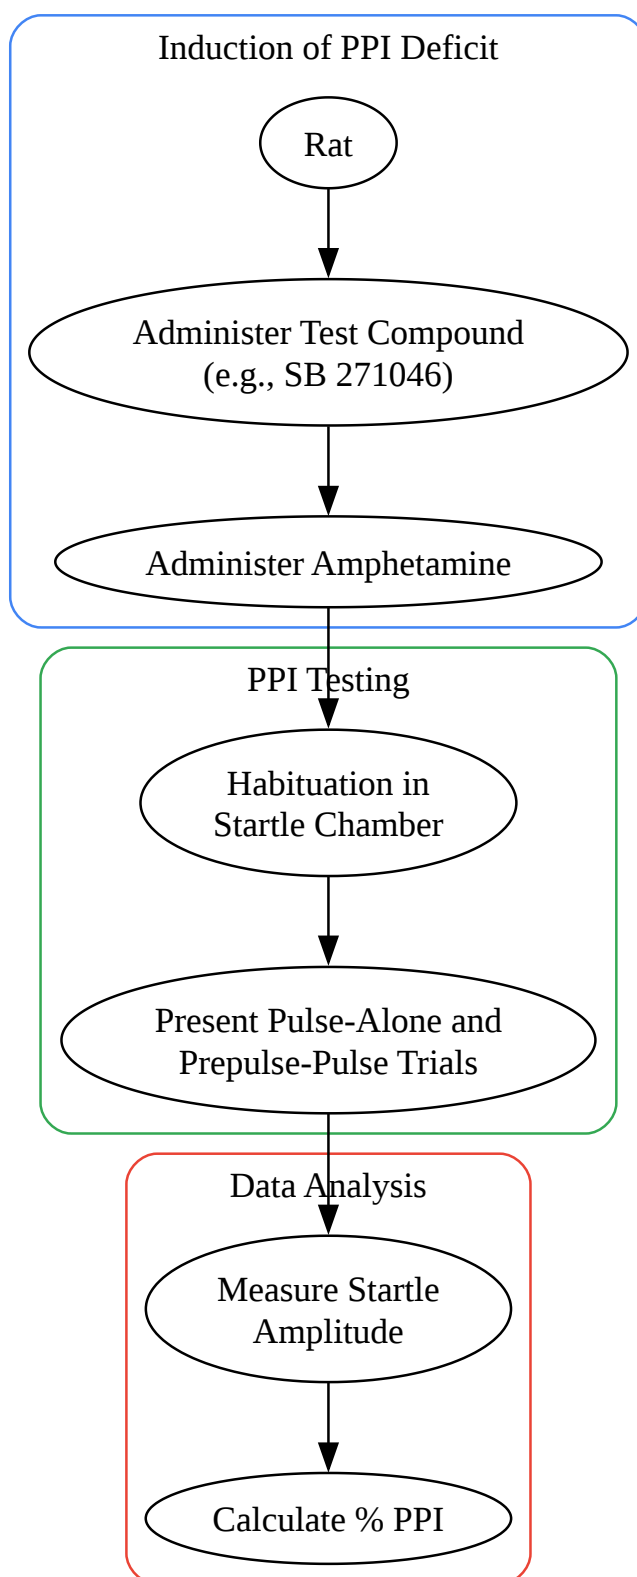 Induction of PPI Deficit
Rat
Administer Test Compound
(e.g., SB 271046)
Administer Amphetamine
PPI Testing
Habituation in
Startle Chamber
Present Pulse-Alone and
Prepulse-Pulse Trials
Data Analysis
Measure Startle
Amplitude
Calculate % PPI